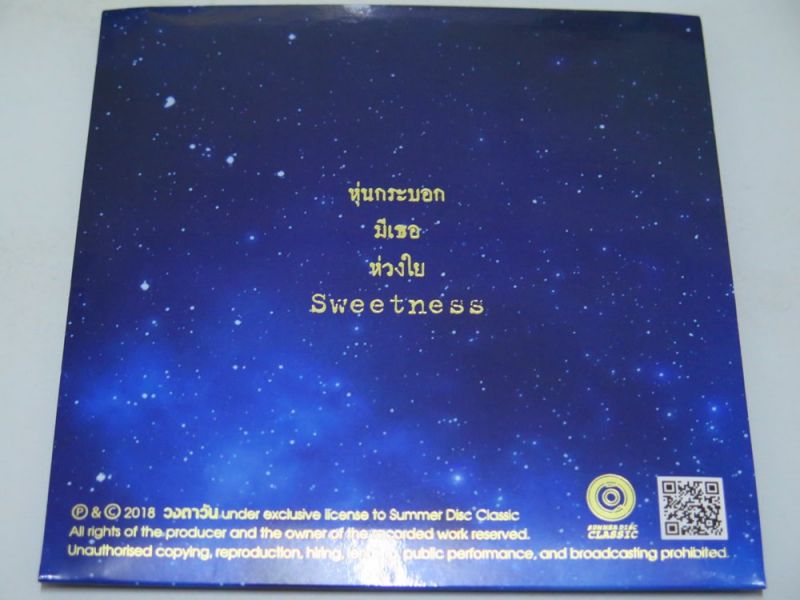 หุ่นกระบอก
มีเธอ
ห่วงใย
Sweetness
Ⓟ & © 2018 วงตาวัน under exclusive license to Summer Disc Classic
All rights of the producer and the owner of the recorded work reserved.
Unauthorised copying, reproduction, hiring, lending, public performance, and broadcasting prohibited.
SUMMER DISC
CLASSIC